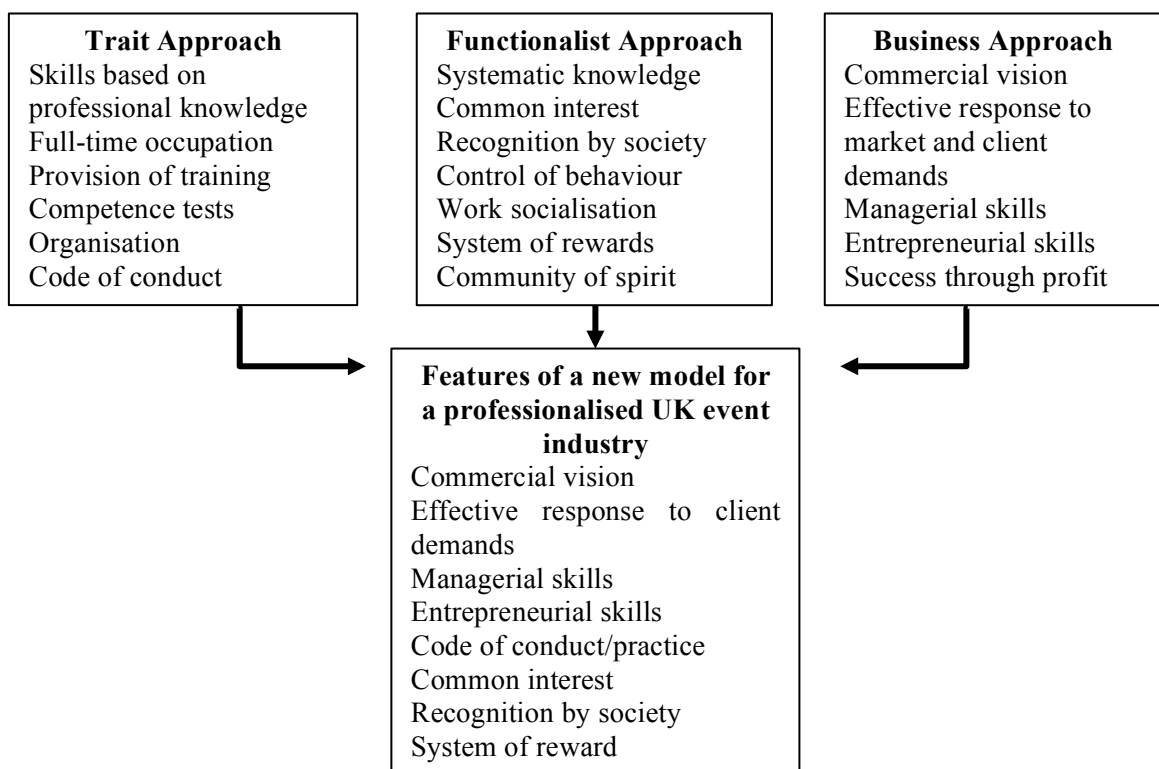 Trait Approach
Skills based on
professional knowledge
Full-time occupation
Provision of training
Competence tests
Organisation
Code of conduct
Functionalist Approach
Systematic knowledge
Common interest
Recognition by society
Control of behaviour
Work socialisation
System of rewards
Community of spirit
Business Approach
Commercial vision
Effective response to
market and client
demands
Managerial skills
Entrepreneurial skills
Success through profit
Features of a new model for
a professionalised UK event
industry
Commercial vision
Effective response to client
demands
Managerial skills
Entrepreneurial skills
Code of conduct/practice
Common interest
Recognition by society
System of reward